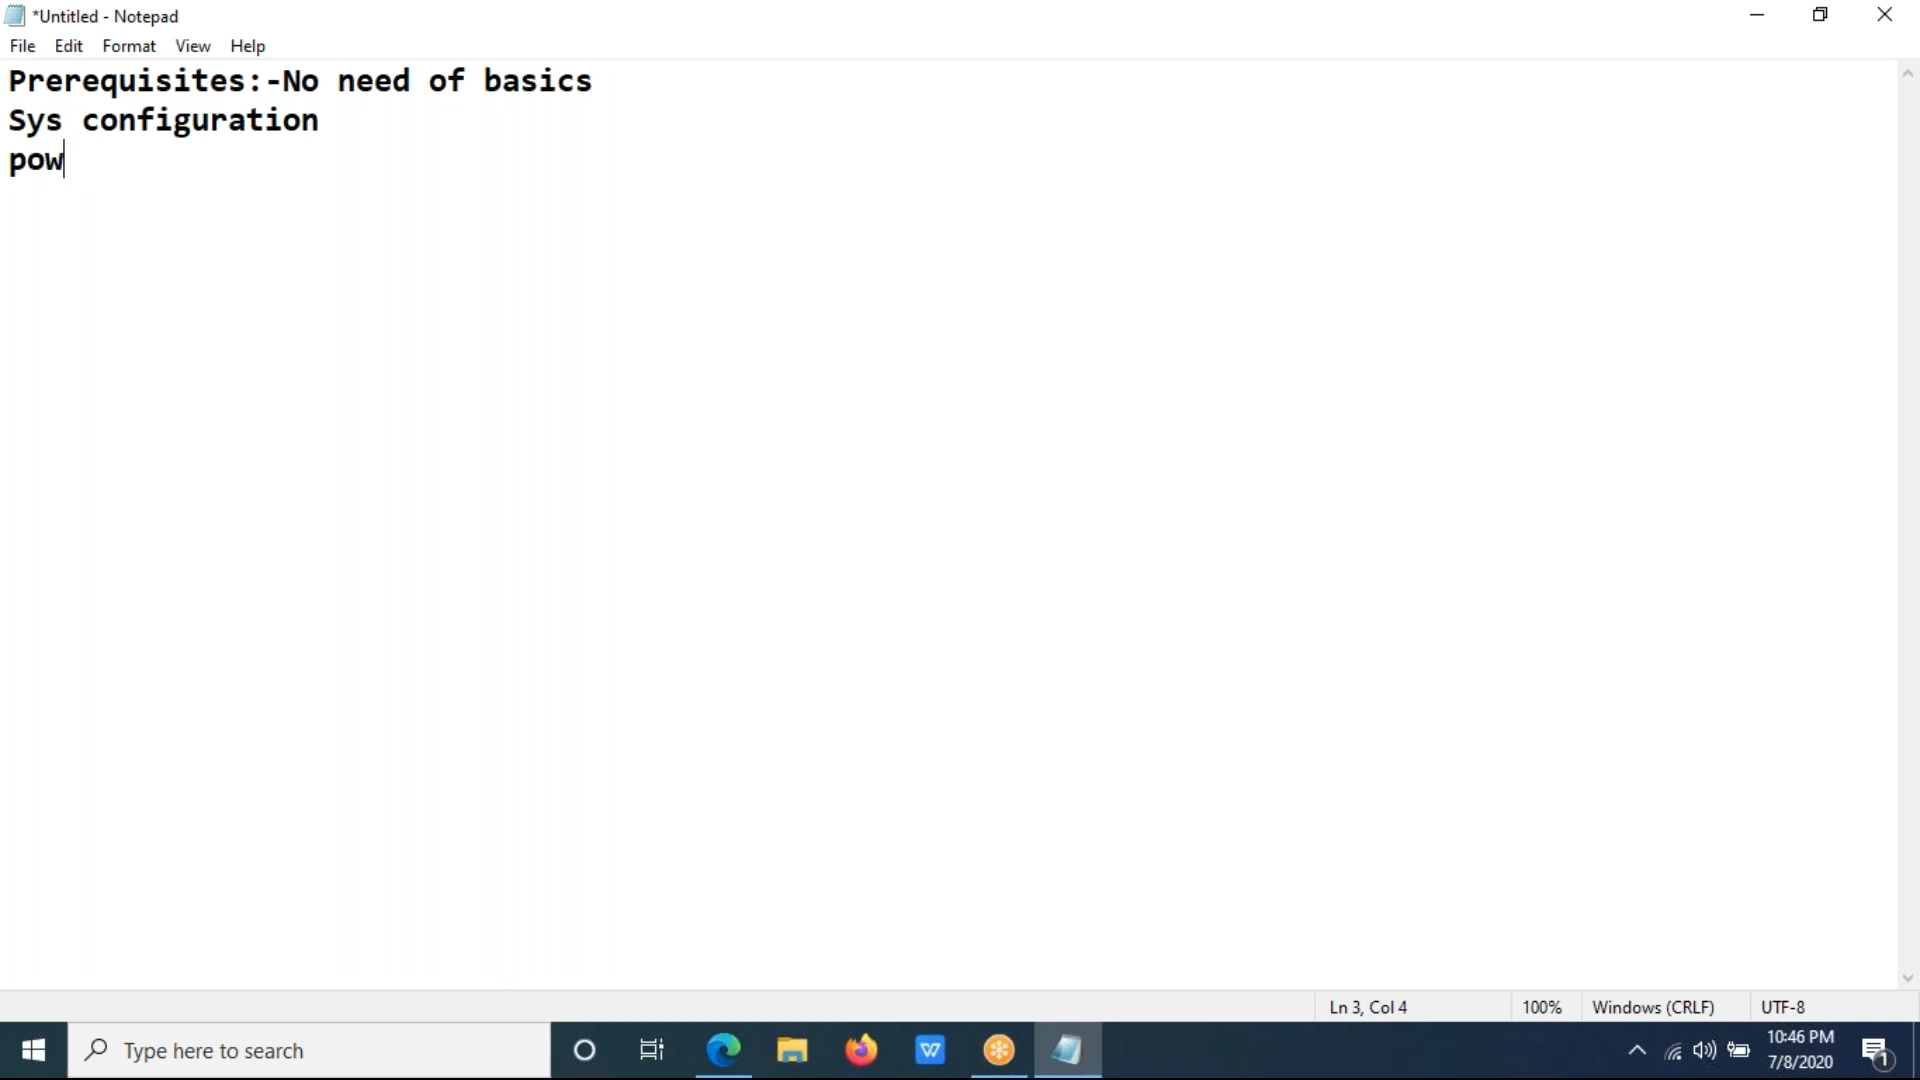 *Untitled - Notepad
File Edit Format View Help
Prerequisites:-No need of basics
Sys configuration
pow
Ln 3, Col 4 100% Windows (CRLF) UTF-8
Type here to search
10:46 PM
7/8/2020
1